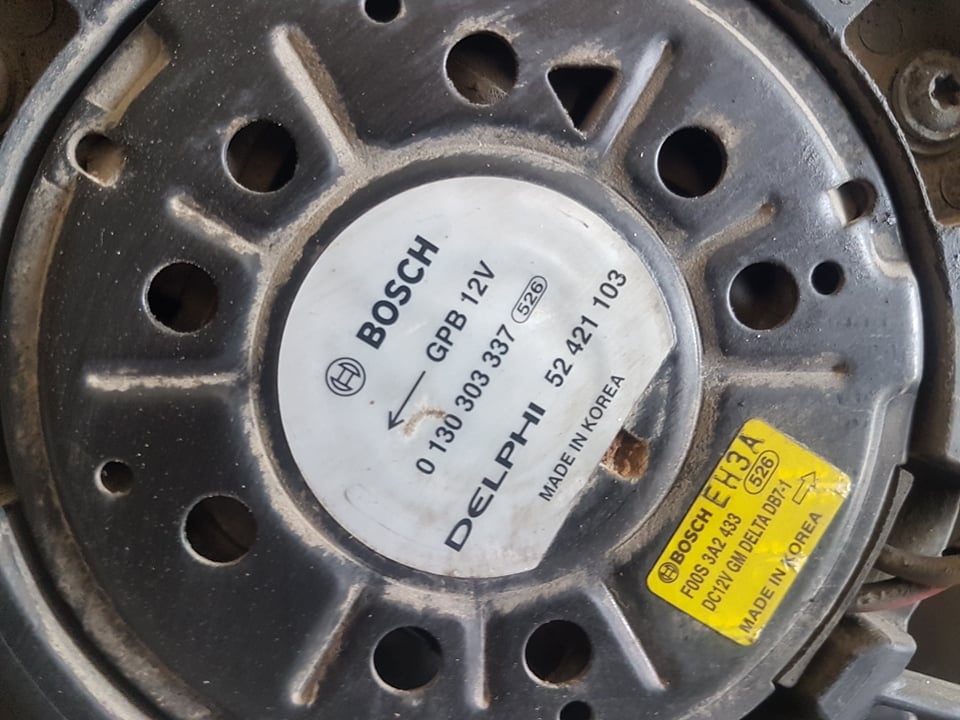 BOSCH
GPB 12V
0 130 303 337 526
DELPHI 52 421 103
MADE IN KOREA
BOSCH EH3A
F00S 3A2 433 526
DC12V GM DELTA DB7-1
MADE IN KOREA